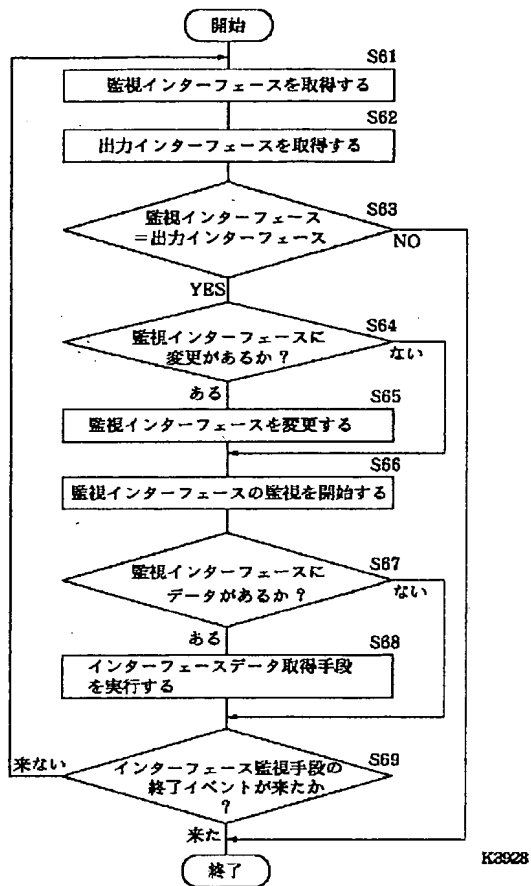 開始
S61
監視インターフェースを取得する
S62
出力インターフェースを取得する
S63
監視インターフェース
=出力インターフェース
NO
YES
S64
監視インターフェースに
変更があるか?
ない
ある
S65
監視インターフェースを変更する
S66
監視インターフェースの監視を開始する
S67
監視インターフェースに
データがあるか?
ない
ある
S68
インターフェースデータ取得手段
を実行する
S69
来ない
インターフェース監視手段の
終了イベントが来たか
?
来た
終了
K3928